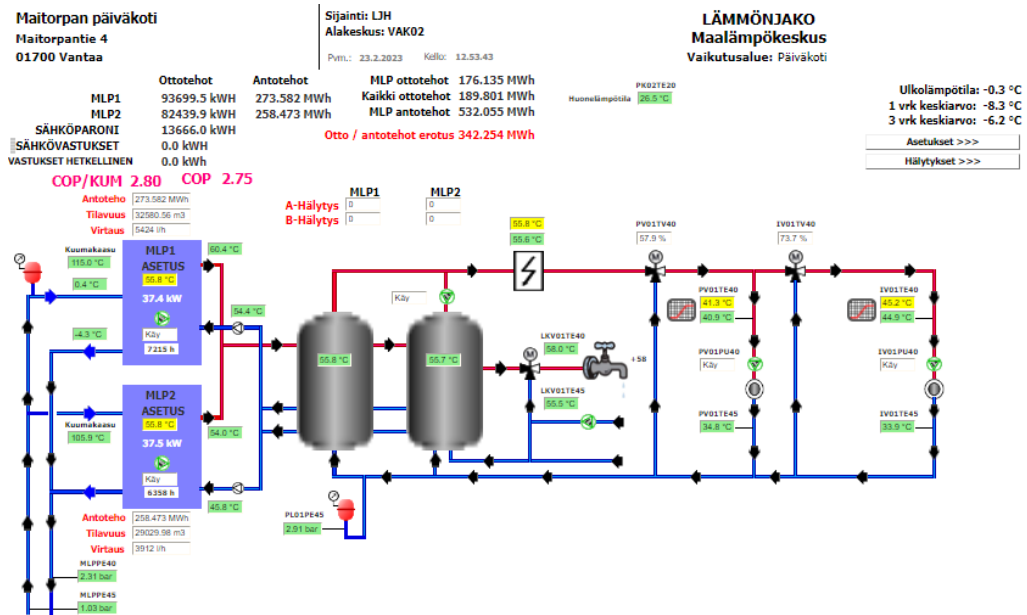 Maitorpan päiväkoti
Maitorpantie 4
01700 Vantaa
Sijainti: LJH
Alakeskus: VAK02
Pvm.: 23.2.2023 Kello: 12.53.43
LÄMMÖNJAKO
Maalämpökeskus
Vaikutusalue: Päiväkoti
Ottotehot Antotehot
MLP1 93699.5 kWH 273.582 MWh
MLP2 82439.9 kWH 258.473 MWh
SÄHKÖPARONI 13666.0 kWH
SÄHKÖVASTUKSET 0.0 kWH
VASTUKSET HETKELLINEN 0.0 kWh
MLP ottotehot 176.135 MWh
Kaikki ottotehot 189.801 MWh
MLP antotehot 532.055 MWh
Otto / antotehot erotus 342.254 MWh
PK02TE20
Huonelämpötila 26.5 °C
Ulkolämpötila: -0.3 °C
1 vrk keskiarvo: -8.3 °C
3 vrk keskiarvo: -6.2 °C
Asetukset >>>
Hälytykset >>>
COP/KUM 2.80 COP 2.75
Antoteho 273.582 MWh
Tilavuus 32580.56 m3
Virtaus 5424 l/h
MLP1 MLP2
A-Hälytys 0 0
B-Hälytys 0 0
Kuumakaasu
115.0 °C
0.4 °C
-4.3 °C
MLP1
ASETUS
55.8 °C
37.4 kW
Käy
7215 h
60.4 °C
54.4 °C
MLP2
ASETUS
55.8 °C
37.5 kW
Käy
6358 h
Kuumakaasu
105.9 °C
54.0 °C
45.8 °C
Antoteho 258.473 MWh
Tilavuus 29029.98 m3
Virtaus 3912 l/h
MLPPE40
2.31 bar
MLPPE45
1.03 bar
55.8 °C
55.7 °C
Käy
55.8 °C
55.6 °C
M
LKV01TE40
58.0 °C
+58
LKV01TE45
55.5 °C
PL01PE45
2.91 bar
PV01TV40
57.9 %
M
PV01TE40
41.3 °C
40.9 °C
PV01PU40
Käy
PV01TE45
34.8 °C
IV01TV40
73.7 %
M
IV01TE40
45.2 °C
44.9 °C
IV01PU40
Käy
IV01TE45
33.9 °C